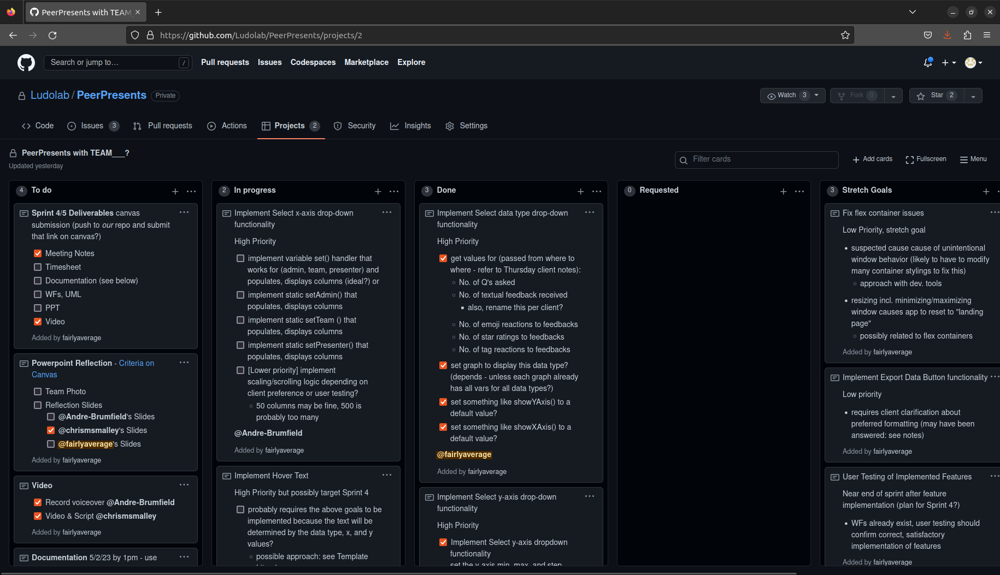 PeerPresents with TEAM_
https://github.com/Ludolab/PeerPresents/projects/2
Search or jump to… /
Pull requests Issues Codespaces Marketplace Explore
Ludolab / PeerPresents Private
Watch 3 Fork 0 Star 2
Code Issues 3 Pull requests Actions Projects 2 Security Insights Settings
PeerPresents with TEAM___?
Updated yesterday
Filter cards
Add cards Fullscreen Menu
4 To do
Sprint 4/5 Deliverables canvas
submission (push to our repo and submit
that link on canvas?)
Meeting Notes
Timesheet
Documentation (see below)
WFs, UML
PPT
Video
Added by fairlyaverage
Powerpoint Reflection - Criteria on
Canvas
Team Photo
Reflection Slides
@Andre-Brumfield's Slides
@chrismsmalley's Slides
@fairlyaverage's Slides
Added by fairlyaverage
Video
Record voiceover @Andre-Brumfield
Video & Script @chrismsmalley
Added by fairlyaverage
Documentation 5/2/23 by 1pm - use
2 In progress
Implement Select x-axis drop-down
functionality
High Priority
implement variable set() handler that
works for (admin, team, presenter) and
populates, displays columns (ideal?) or
implement static setAdmin() that
populates, displays columns
implement static setTeam () that
populates, displays columns
implement static setPresenter() that
populates, displays columns
[Lower priority] implement
scaling/scrolling logic depending on
client preference or user testing?
50 columns may be fine, 500 is
probably too many
@Andre-Brumfield
Added by fairlyaverage
Implement Hover Text
High Priority but possibly target Sprint 4
probably requires the above goals to be
implemented because the text will be
determined by the data type, x, and y
values?
possible approach: see Template
3 Done
Implement Select data type drop-down
functionality
High Priority
get values for (passed from where to
where - refer to Thursday client notes):
No. of Q's asked
No. of textual feedback received
also, rename this per client?
No. of emoji reactions to feedbacks
No. of star ratings to feedbacks
No. of tag reactions to feedbacks
set graph to display this data type?
(depends - unless each graph already
has all vars for all data types?)
set something like showYAxis() to a
default value?
set something like showXAxis() to a
default value?
@fairlyaverage
Added by fairlyaverage
Implement Select y-axis drop-down
functionality
High Priority
Implement Select y-axis dropdown
functionality
set the y-axis min, max, and step
0 Requested
3 Stretch Goals
Fix flex container issues
Low Priority, stretch goal
suspected cause cause of unintentional
window behavior (likely to have to modify
many container stylings to fix this)
approach with dev. tools
resizing incl. minimizing/maximizing
window causes app to reset to "landing
page"
possibly related to flex containers
Added by fairlyaverage
Implement Export Data Button functionality
Low priority
requires client clarification about
preferred formatting (may have been
answered: see notes)
Added by fairlyaverage
User Testing of Implemented Features
Near end of sprint after feature
implementation (plan for Sprint 4?)
WFs already exist, user testing should
confirm correct, satisfactory
implementation of features
Added by fairlyaverage